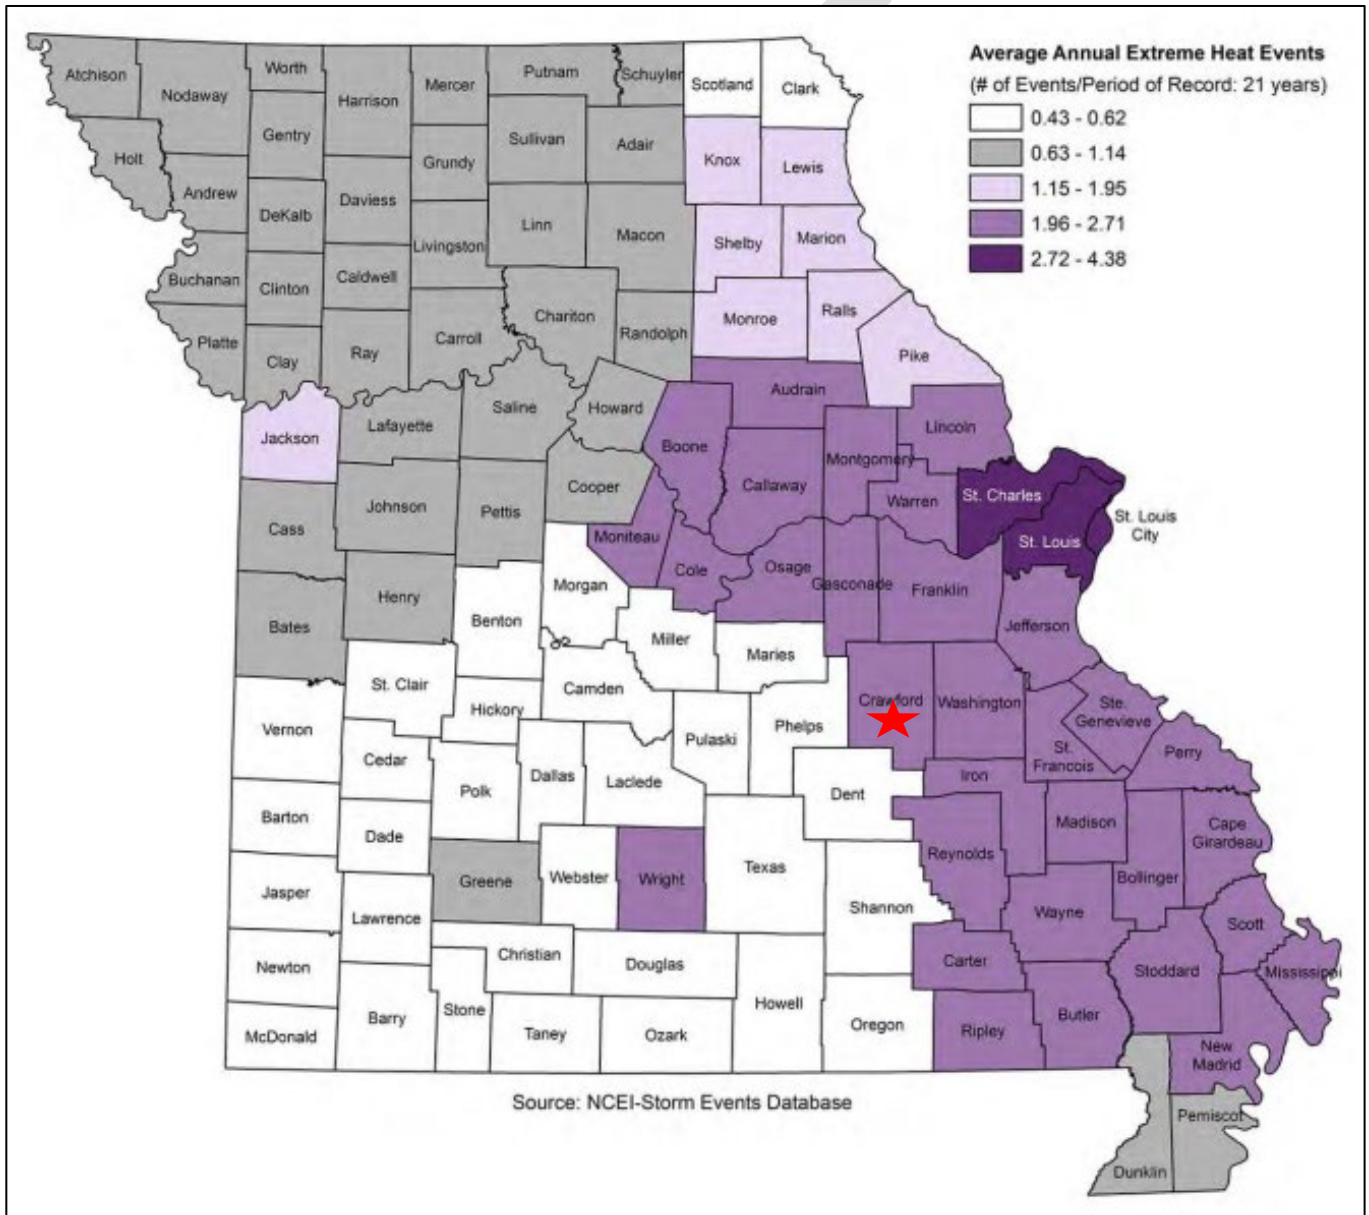 Average Annual Extreme Heat Events
(# of Events/Period of Record: 21 years)
0.43 - 0.62
0.63 - 1.14
1.15 - 1.95
1.96 - 2.71
2.72 - 4.38
Atchison
Nodaway
Worth
Harrison
Mercer
Putnam
Schuyler
Scotland
Clark
Gentry
Holt
Andrew
DeKalb
Daviess
Grundy
Sullivan
Adair
Knox
Lewis
Linn
Macon
Shelby
Marion
Livingston
Buchanan
Clinton
Caldwell
Chariton
Randolph
Monroe
Ralls
Pike
Platte
Clay
Ray
Carroll
Audrain
Jackson
Lafayette
Saline
Howard
Boone
Lincoln
Montgomery
Callaway
Warren
St. Charles
St. Louis
City
St. Louis
Cass
Johnson
Pettis
Cooper
Moniteau
Cole
Osage
Gasconade
Franklin
Jefferson
Bates
Henry
Benton
Morgan
Miller
Maries
St. Clair
Hickory
Camden
Pulaski
Phelps
Crawford
Washington
Ste.
Genevieve
St.
Francois
Perry
Vernon
Cedar
Polk
Dallas
Laclede
Dent
Iron
Madison
Cape
Girardeau
Barton
Dade
Greene
Webster
Wright
Texas
Reynolds
Bollinger
Jasper
Lawrence
Shannon
Wayne
Scott
Newton
Christian
Douglas
Carter
Stoddard
Mississippi
McDonald
Barry
Stone
Taney
Ozark
Howell
Oregon
Ripley
Butler
New
Madrid
Pemiscot
Dunklin
Source: NCEI-Storm Events Database